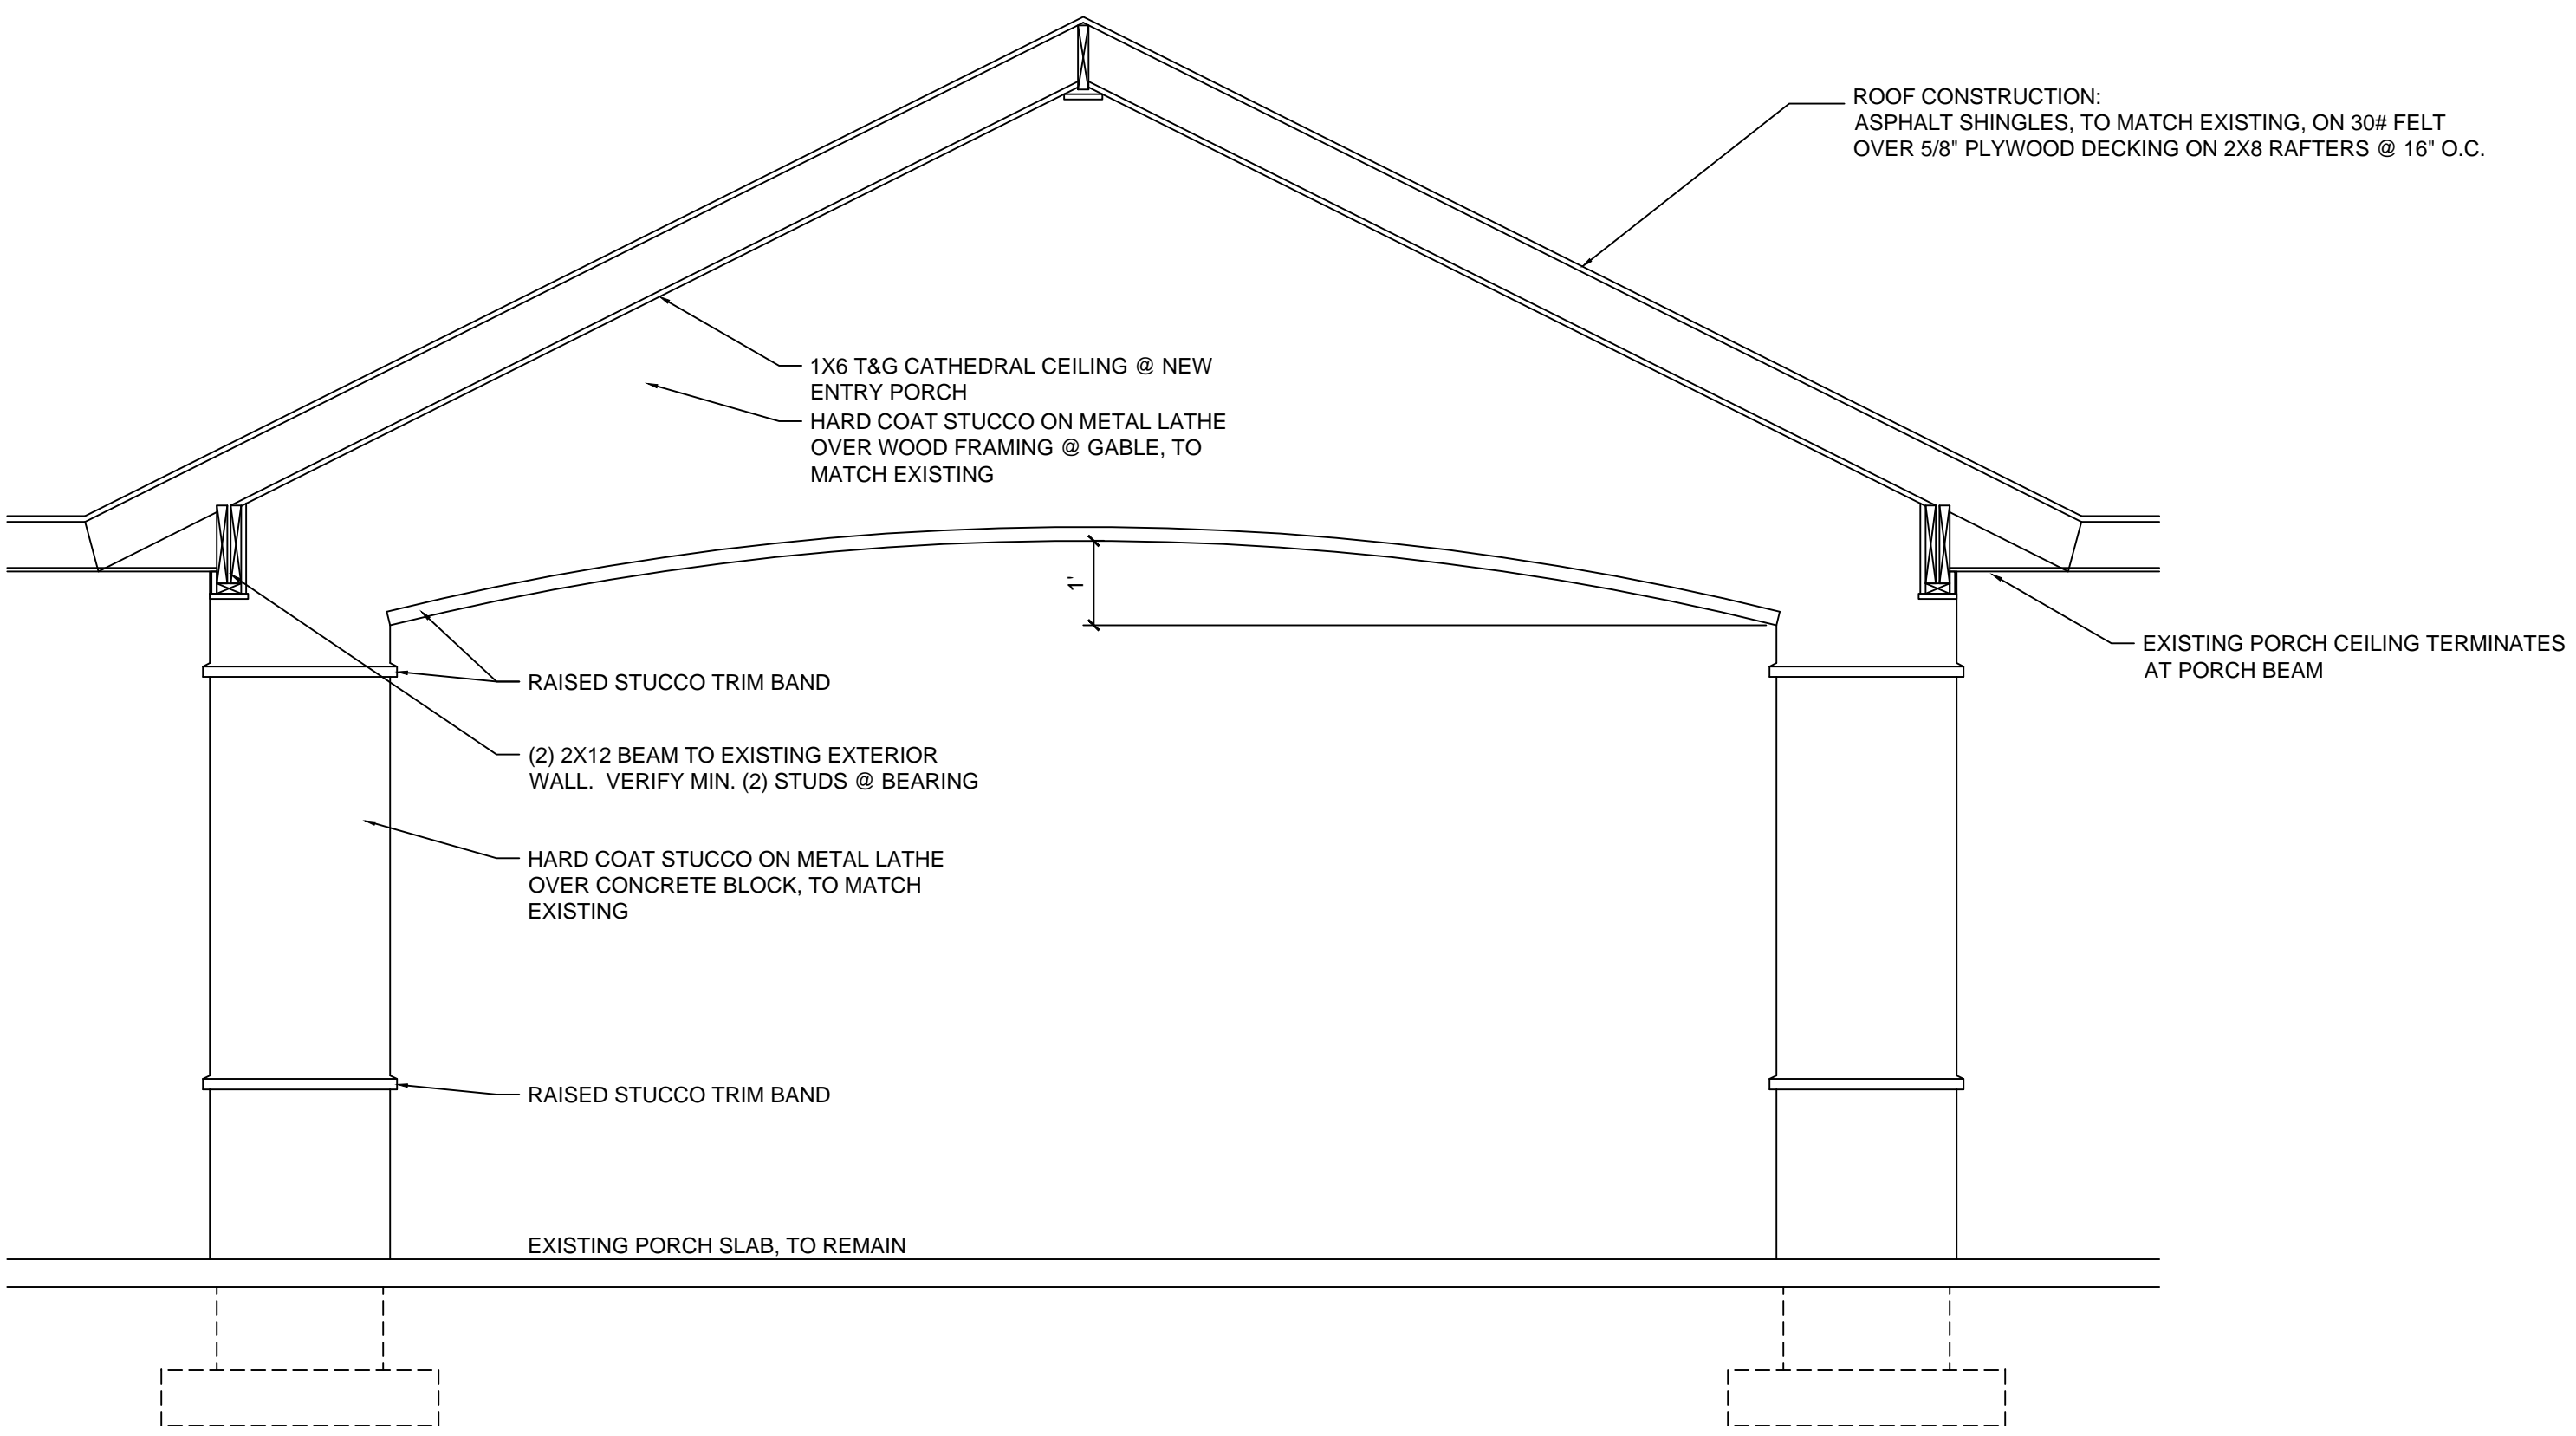 ROOF CONSTRUCTION:
ASPHALT SHINGLES, TO MATCH EXISTING, ON 30# FELT
OVER 5/8" PLYWOOD DECKING ON 2X8 RAFTERS @ 16" O.C.
1X6 T&G CATHEDRAL CEILING @ NEW
ENTRY PORCH
HARD COAT STUCCO ON METAL LATHE
OVER WOOD FRAMING @ GABLE, TO
MATCH EXISTING
1'
EXISTING PORCH CEILING TERMINATES
AT PORCH BEAM
RAISED STUCCO TRIM BAND
(2) 2X12 BEAM TO EXISTING EXTERIOR
WALL. VERIFY MIN. (2) STUDS @ BEARING
HARD COAT STUCCO ON METAL LATHE
OVER CONCRETE BLOCK, TO MATCH
EXISTING
RAISED STUCCO TRIM BAND
EXISTING PORCH SLAB, TO REMAIN